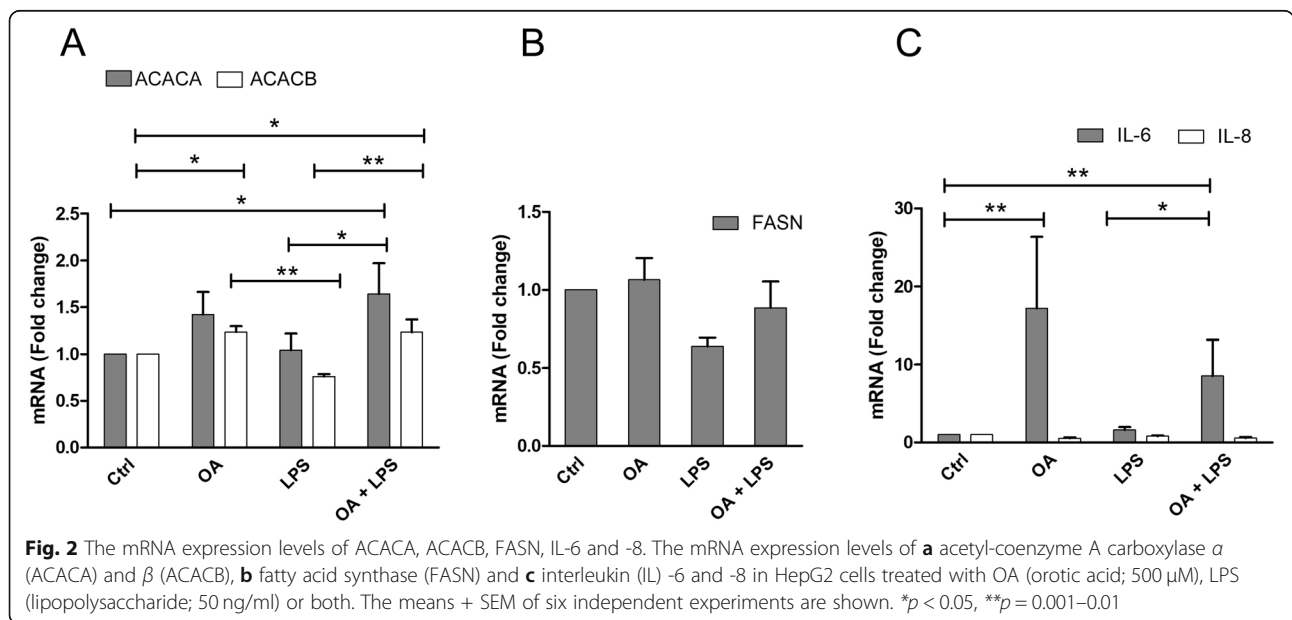 A
B
C
ACACA ACACB
*
* **
*
*
**
mRNA (Fold change)
2.5
2.0
1.5
1.0
0.5
0.0
Ctrl
OA
LPS
OA + LPS
FASN
mRNA (Fold change)
1.5
1.0
0.5
0.0
Ctrl
OA
LPS
OA + LPS
IL-6 IL-8
**
** *
mRNA (Fold change)
30
20
10
0
Ctrl
OA
LPS
OA + LPS
Fig. 2 The mRNA expression levels of ACACA, ACACB, FASN, IL-6 and -8. The mRNA expression levels of a acetyl-coenzyme A carboxylase α
(ACACA) and β (ACACB), b fatty acid synthase (FASN) and c interleukin (IL) -6 and -8 in HepG2 cells treated with OA (orotic acid; 500 μM), LPS
(lipopolysaccharide; 50 ng/ml) or both. The means + SEM of six independent experiments are shown. *p < 0.05, **p = 0.001–0.01